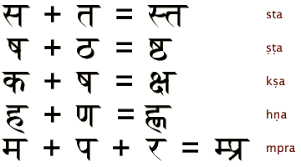 स + त = स्त sta
ष + ठ = ष्ठ ṣṭa
क + ष = क्ष kṣa
ह + ण = ह्ण hṇa
म + प + र = म्प्र mpra